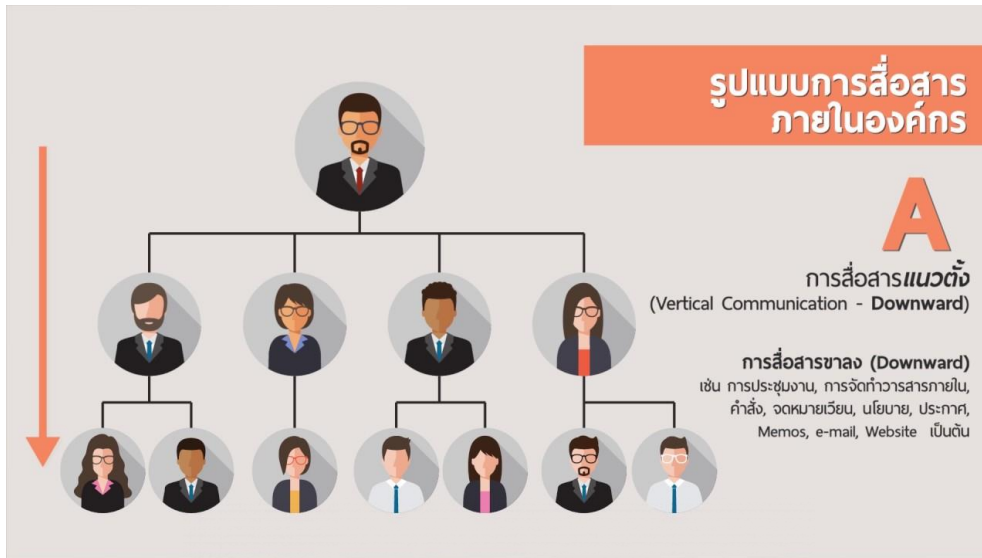 รูปแบบการสื่อสาร
ภายในองค์กร
A
การสื่อสารแนวตั้ง
(Vertical Communication - Downward)
การสื่อสารขาลง (Downward)
เช่น การประชุมงาน, การจัดทำวารสารภายใน,
คำสั่ง, จดหมายเวียน, นโยบาย, ประกาศ,
Memos, e-mail, Website เป็นต้น